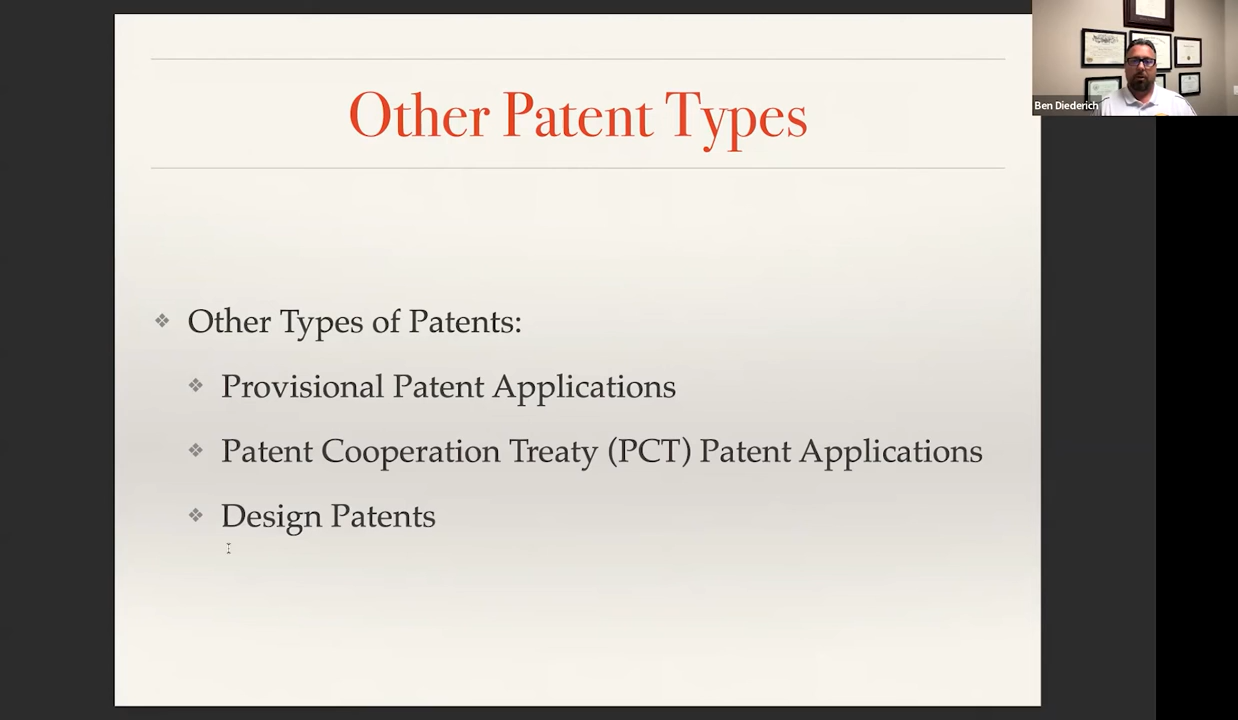 Other Patent Types
Ben Diederich
Other Types of Patents:
Provisional Patent Applications
Patent Cooperation Treaty (PCT) Patent Applications
Design Patents